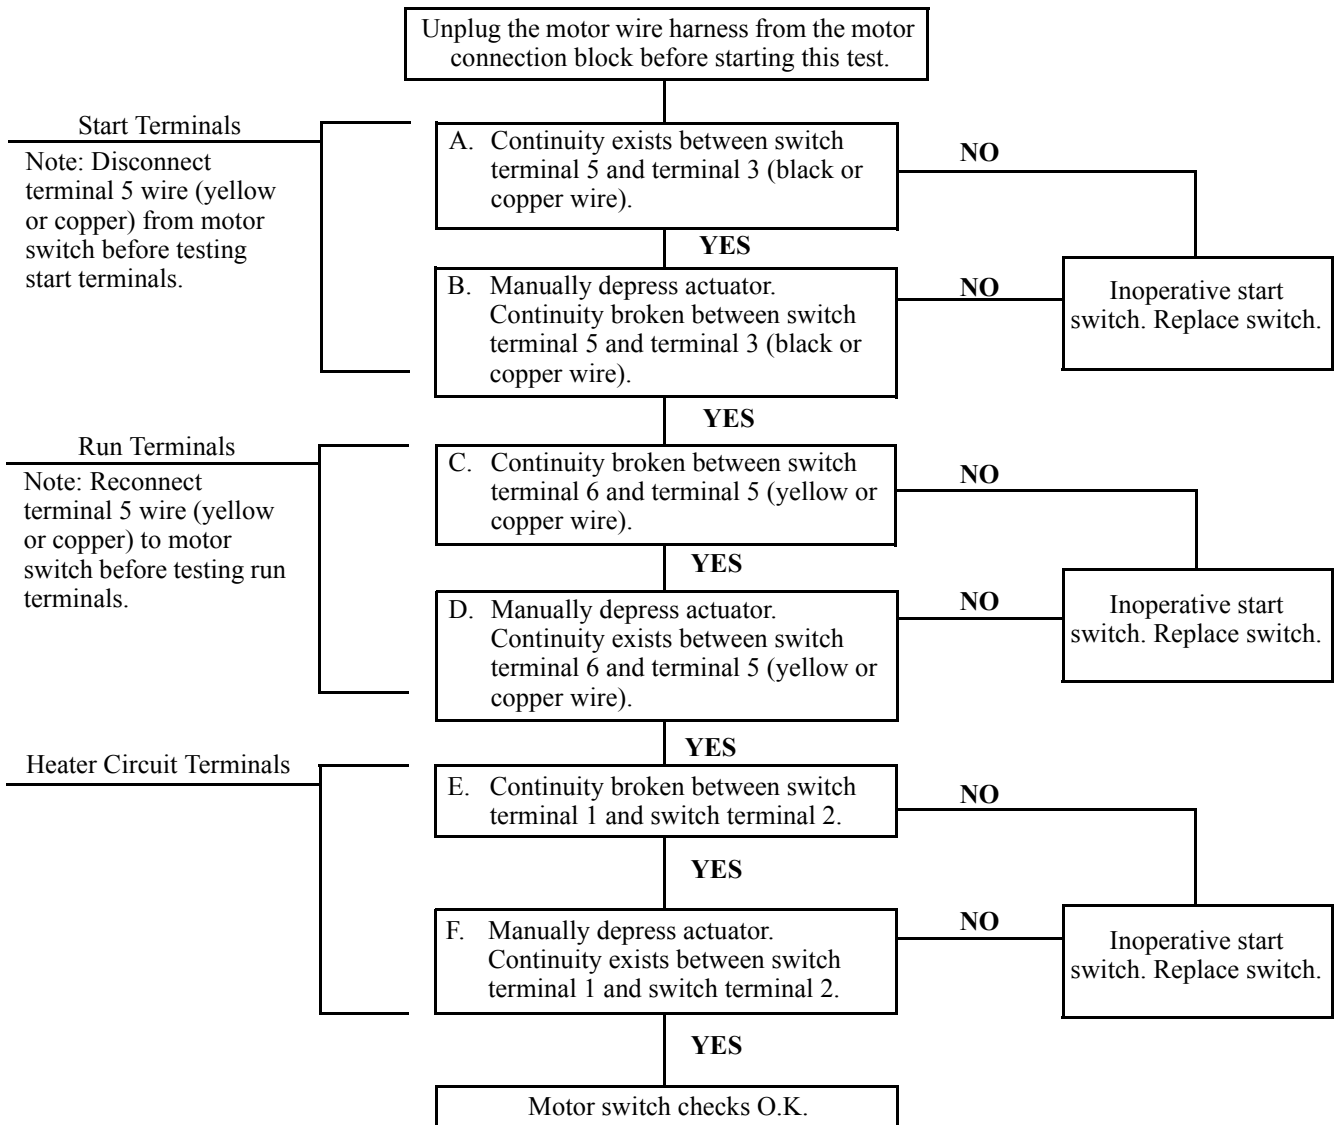 Unplug the motor wire harness from the motor
connection block before starting this test.
Start Terminals
Note: Disconnect
terminal 5 wire (yellow
or copper) from motor
switch before testing
start terminals.
A. Continuity exists between switch
terminal 5 and terminal 3 (black or
copper wire).
NO
YES
B. Manually depress actuator.
Continuity broken between switch
terminal 5 and terminal 3 (black or
copper wire).
NO
Inoperative start
switch. Replace switch.
YES
Run Terminals
Note: Reconnect
terminal 5 wire (yellow
or copper) to motor
switch before testing run
terminals.
C. Continuity broken between switch
terminal 6 and terminal 5 (yellow or
copper wire).
NO
YES
D. Manually depress actuator.
Continuity exists between switch
terminal 6 and terminal 5 (yellow or
copper wire).
NO
Inoperative start
switch. Replace switch.
YES
Heater Circuit Terminals
E. Continuity broken between switch
terminal 1 and switch terminal 2.
NO
YES
F. Manually depress actuator.
Continuity exists between switch
terminal 1 and switch terminal 2.
NO
Inoperative start
switch. Replace switch.
YES
Motor switch checks O.K.